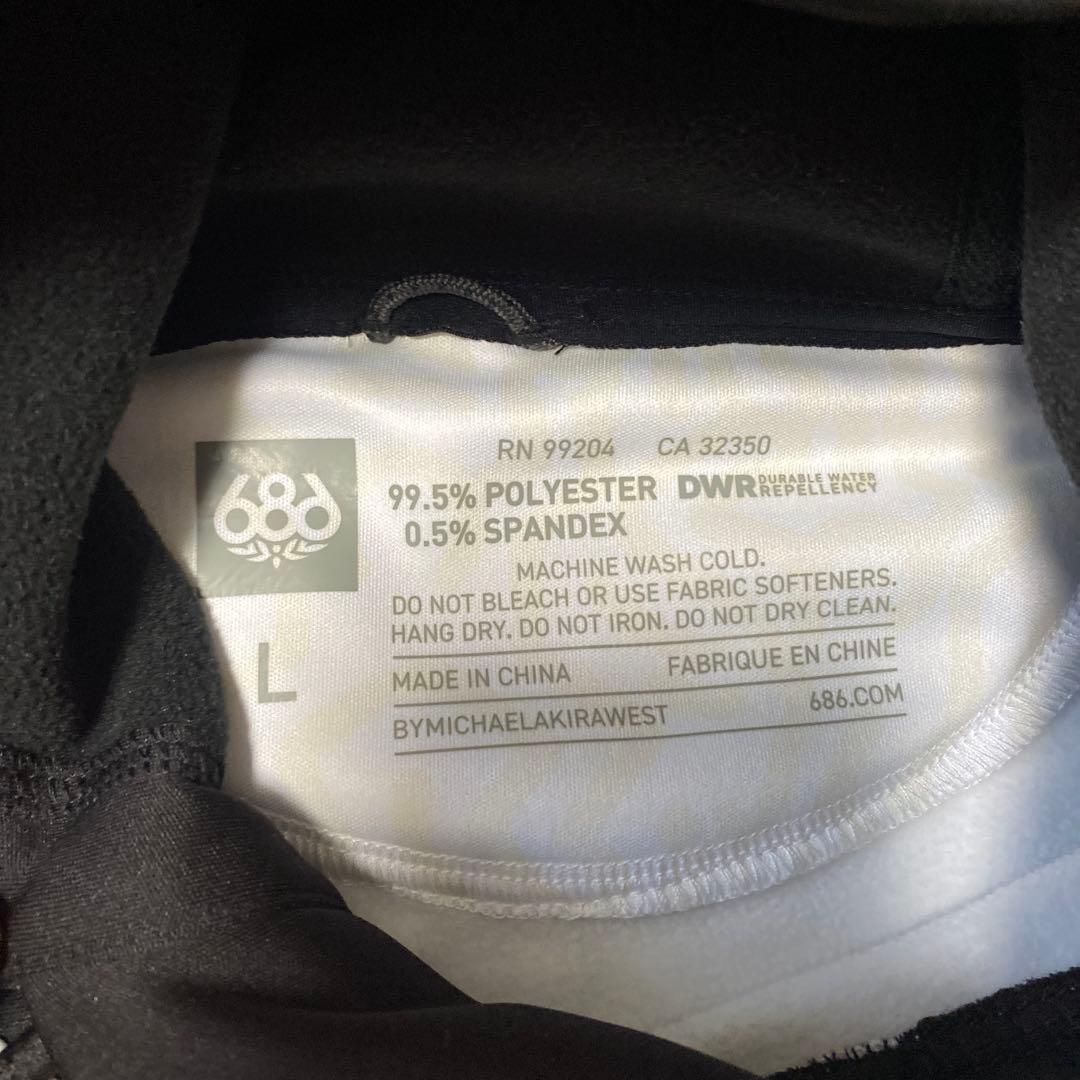 686
RN 99204 CA 32350
99.5% POLYESTER DWR DURABLE WATER REPELLENCY
0.5% SPANDEX
MACHINE WASH COLD.
DO NOT BLEACH OR USE FABRIC SOFTENERS.
HANG DRY. DO NOT IRON. DO NOT DRY CLEAN.
L
MADE IN CHINA FABRIQUE EN CHINE
BYMICHAELAKIRAWEST 686.COM